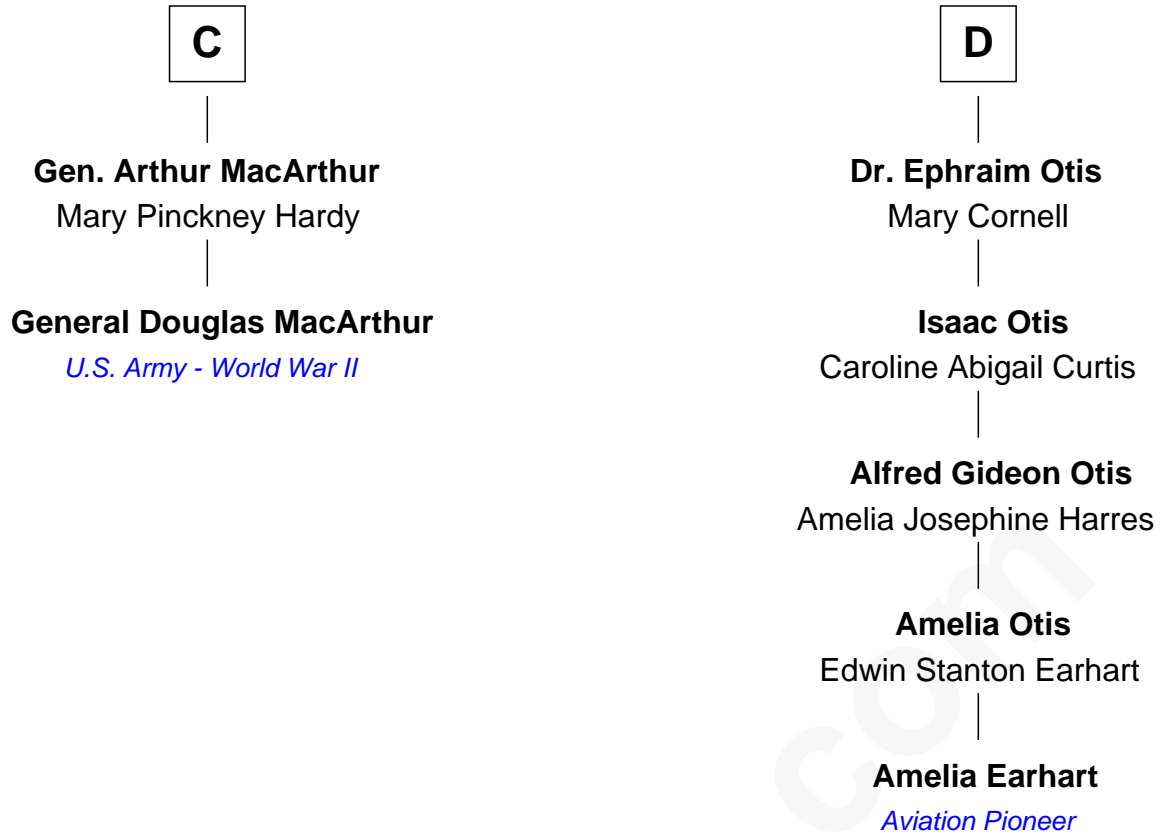 C
Gen. Arthur MacArthur
Mary Pinckney Hardy
General Douglas MacArthur
U.S. Army - World War II
D
Dr. Ephraim Otis
Mary Cornell
Isaac Otis
Caroline Abigail Curtis
Alfred Gideon Otis
Amelia Josephine Harres
Amelia Otis
Edwin Stanton Earhart
Amelia Earhart
Aviation Pioneer
com